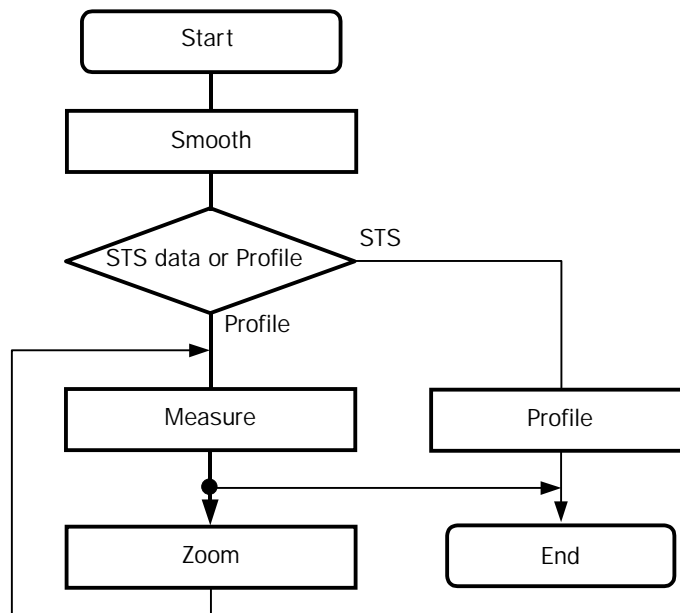 Start
Smooth
STS data or Profile
STS
Profile
Measure
Profile
Zoom
End